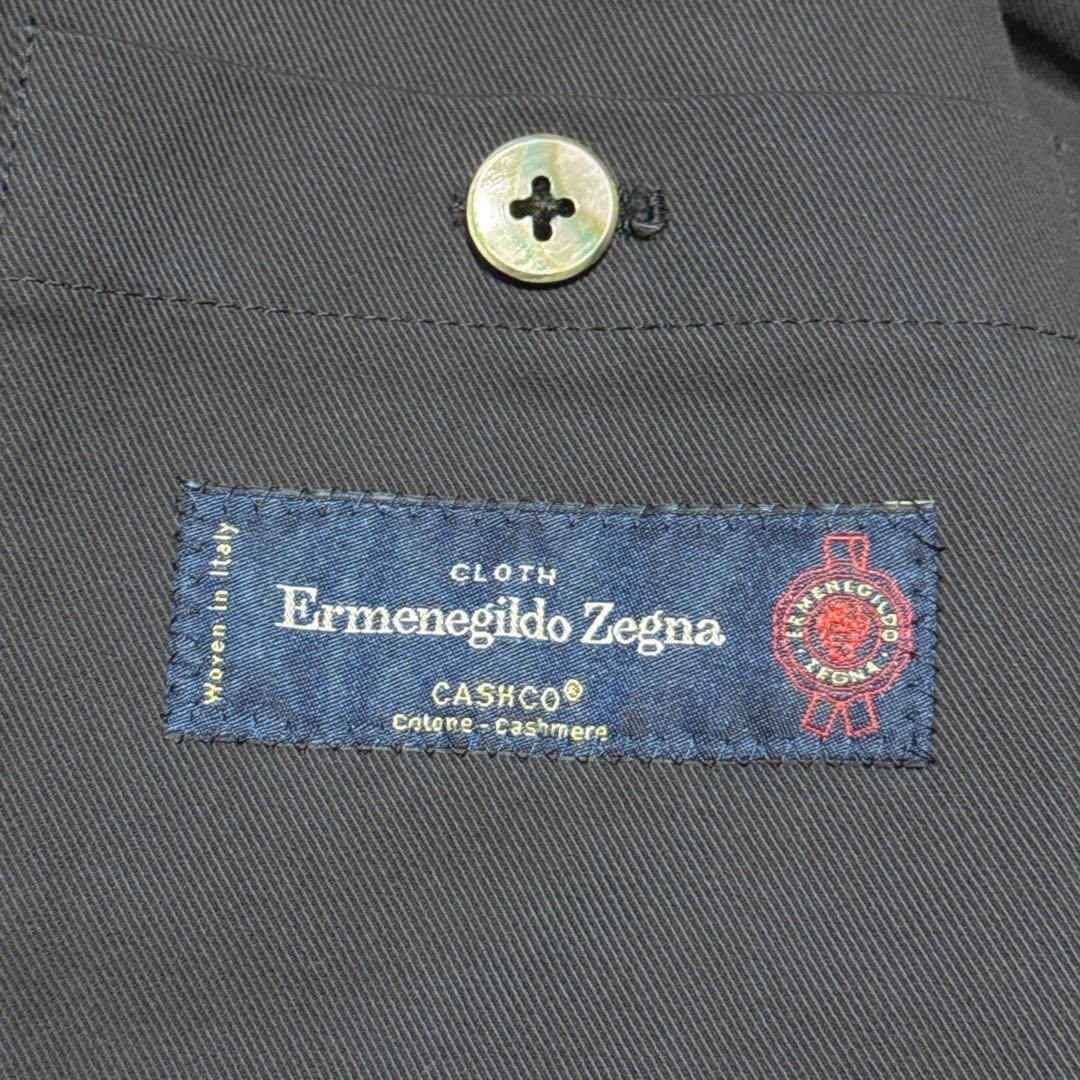 Woven in Italy
CLOTH
Ermenegildo Zegna
CASHCO®
Cotone - Cashmere
ERMENEGILDO
ZEGNA